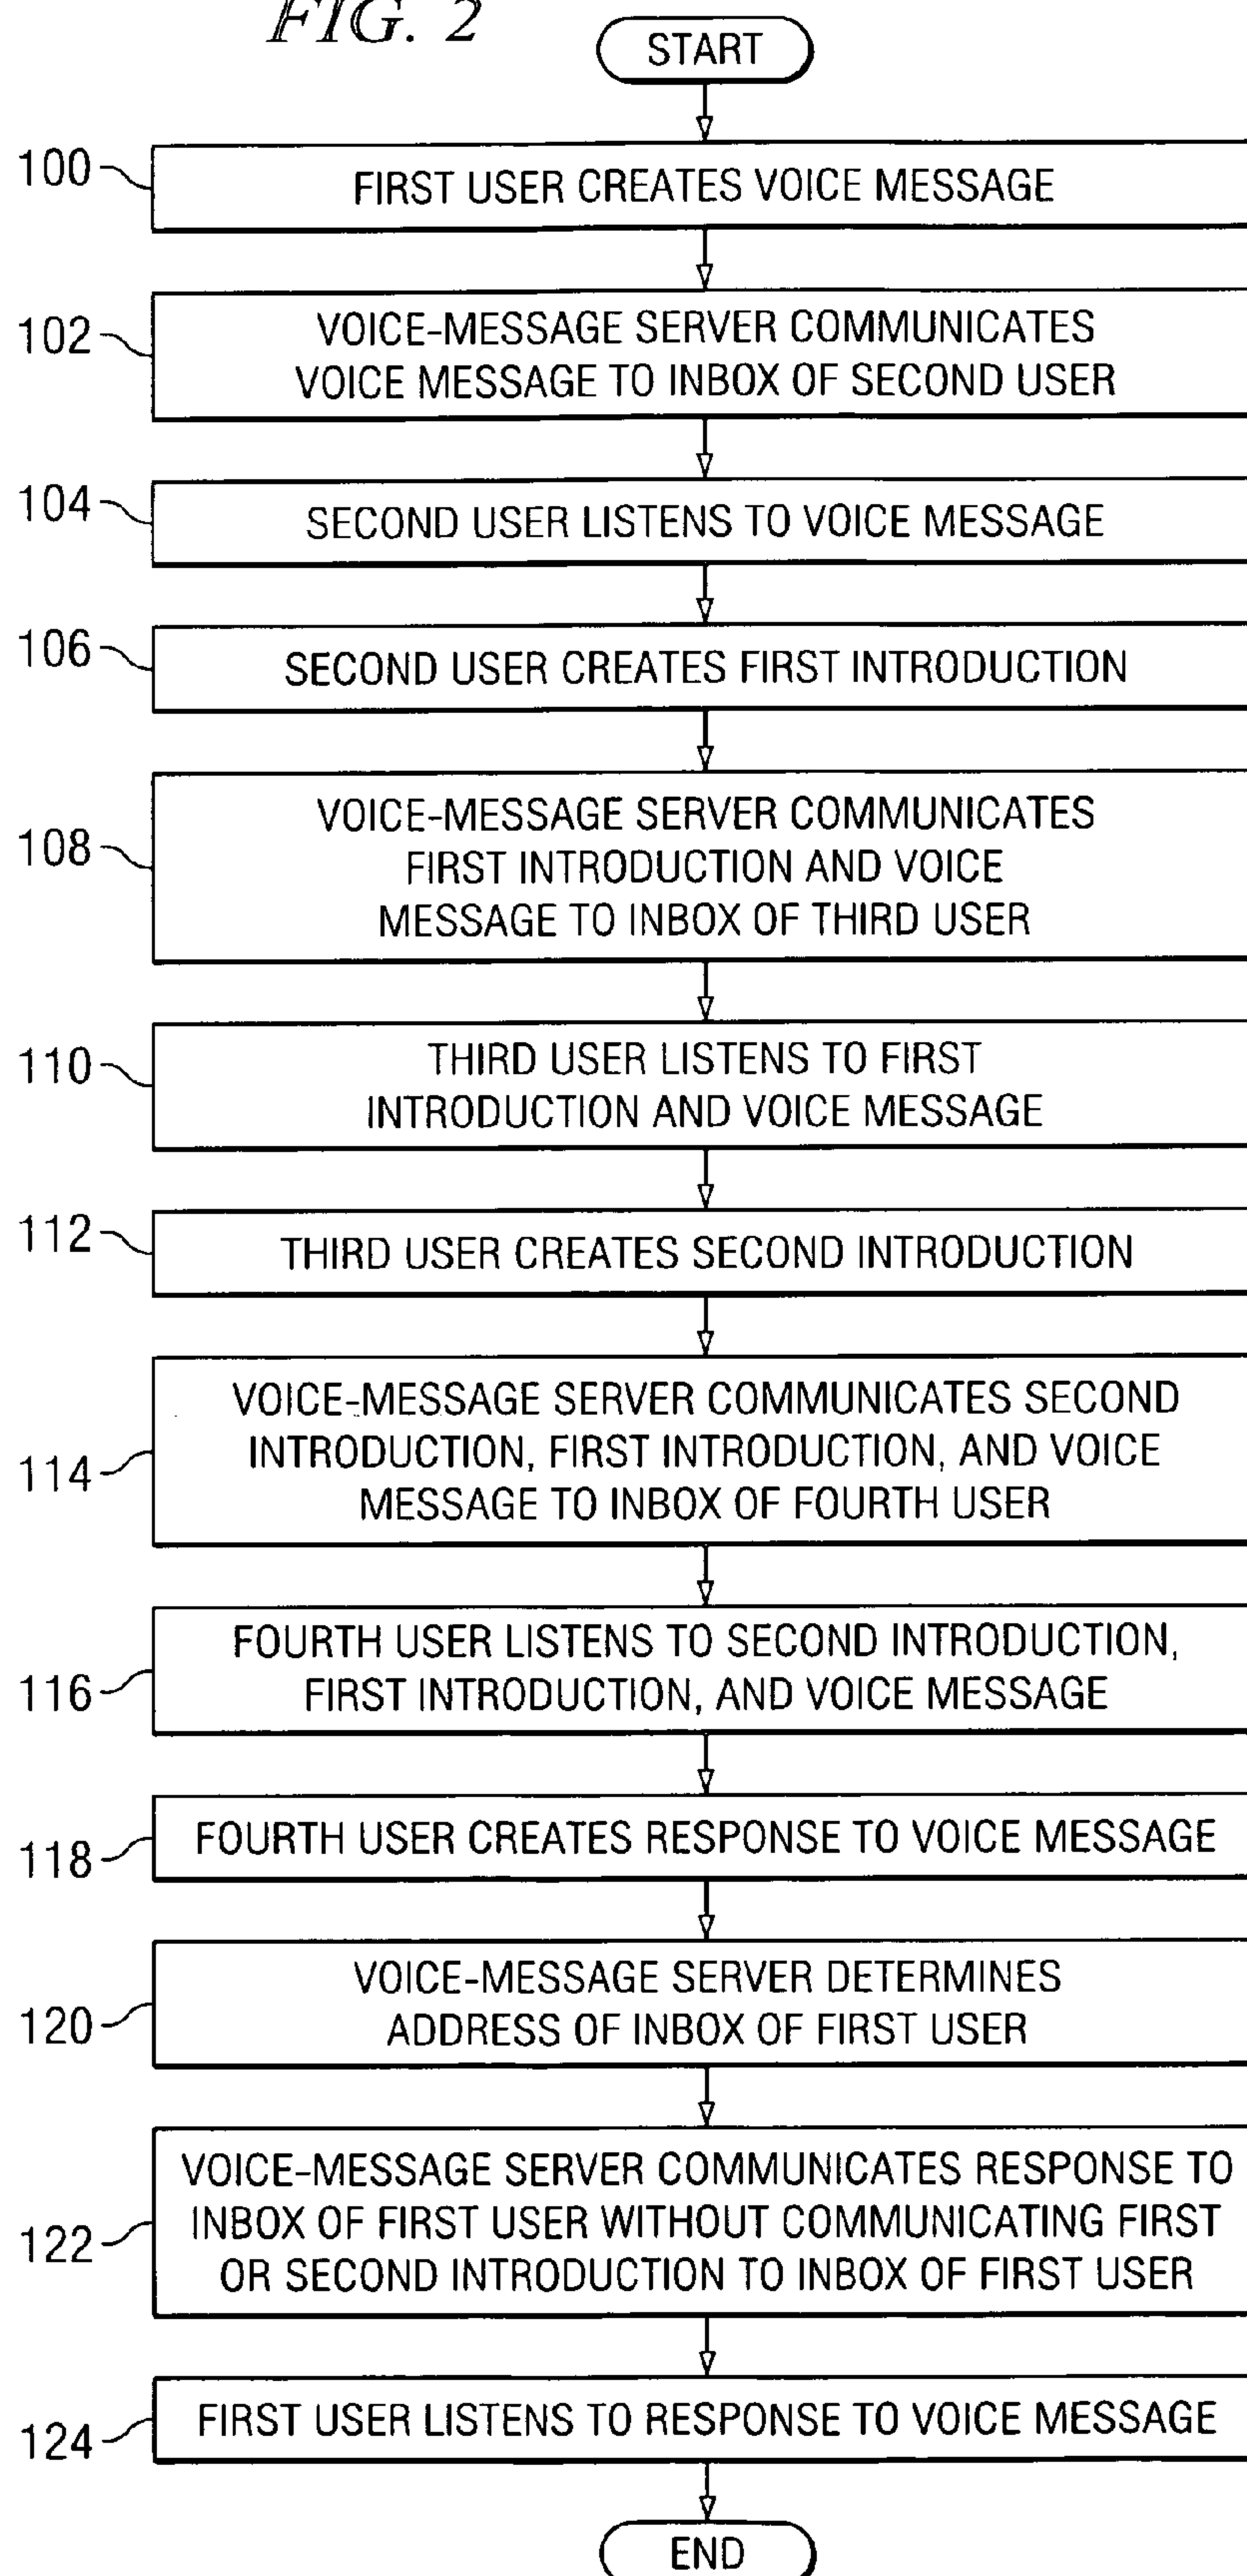 FIG. 2
START
100
FIRST USER CREATES VOICE MESSAGE
102
VOICE-MESSAGE SERVER COMMUNICATES
VOICE MESSAGE TO INBOX OF SECOND USER
104
SECOND USER LISTENS TO VOICE MESSAGE
106
SECOND USER CREATES FIRST INTRODUCTION
108
VOICE-MESSAGE SERVER COMMUNICATES
FIRST INTRODUCTION AND VOICE
MESSAGE TO INBOX OF THIRD USER
110
THIRD USER LISTENS TO FIRST
INTRODUCTION AND VOICE MESSAGE
112
THIRD USER CREATES SECOND INTRODUCTION
114
VOICE-MESSAGE SERVER COMMUNICATES SECOND
INTRODUCTION, FIRST INTRODUCTION, AND VOICE
MESSAGE TO INBOX OF FOURTH USER
116
FOURTH USER LISTENS TO SECOND INTRODUCTION,
FIRST INTRODUCTION, AND VOICE MESSAGE
118
FOURTH USER CREATES RESPONSE TO VOICE MESSAGE
120
VOICE-MESSAGE SERVER DETERMINES
ADDRESS OF INBOX OF FIRST USER
122
VOICE-MESSAGE SERVER COMMUNICATES RESPONSE TO
INBOX OF FIRST USER WITHOUT COMMUNICATING FIRST
OR SECOND INTRODUCTION TO INBOX OF FIRST USER
124
FIRST USER LISTENS TO RESPONSE TO VOICE MESSAGE
END